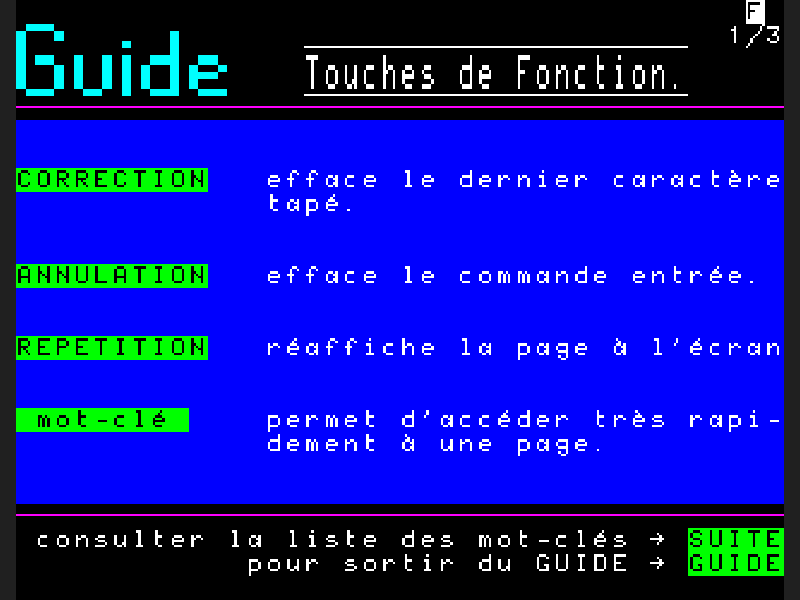 F
1/3
Guide
Touches de Fonction.
CORRECTION efface le dernier caractère
tapé.
ANNULATION efface le commande entrée.
REPETITION réaffiche la page à l'écran
mot-clé permet d'accéder très rapi-
dement à une page.
consulter la liste des mot-clés → SUITE
pour sortir du GUIDE → GUIDE